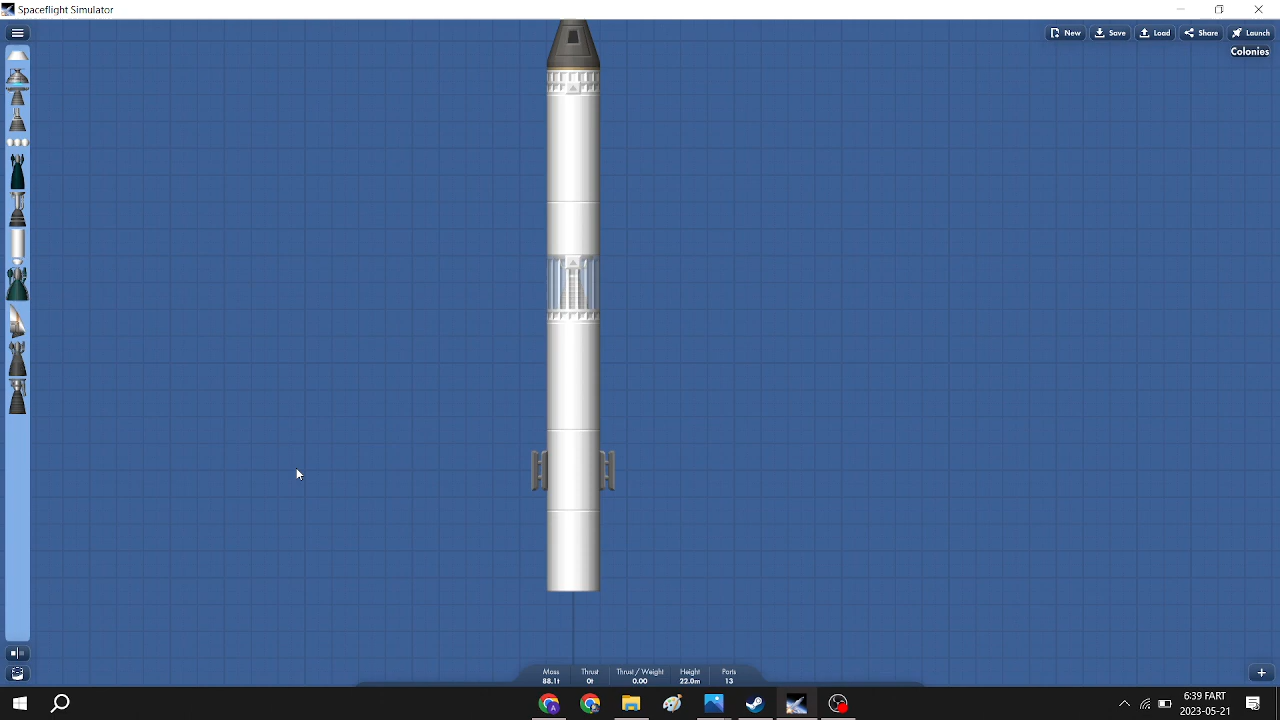 Spaceflight Simulator
New Save Load Share Launch
Colonies
Mass Thrust Thrust / Weight Height Parts
88.1t 0t 0.00 22.0m 13
6:39 FART
2023-05-21